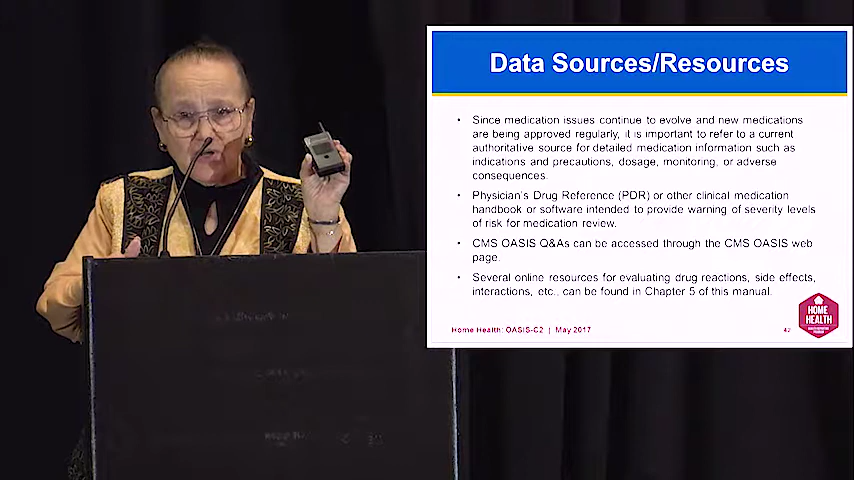 Data Sources/Resources
• Since medication issues continue to evolve and new medications
are being approved regularly, it is important to refer to a current
authoritative source for detailed medication information such as
indications and precautions, dosage, monitoring, or adverse
consequences.
• Physician's Drug Reference (PDR) or other clinical medication
handbook or software intended to provide warning of severity levels
of risk for medication review.
• CMS OASIS Q&As can be accessed through the CMS OASIS web
page.
• Several online resources for evaluating drug reactions, side effects,
interactions, etc., can be found in Chapter 5 of this manual.
HOME
HEALTH
Home Health: OASIS-C2 | May 2017
42